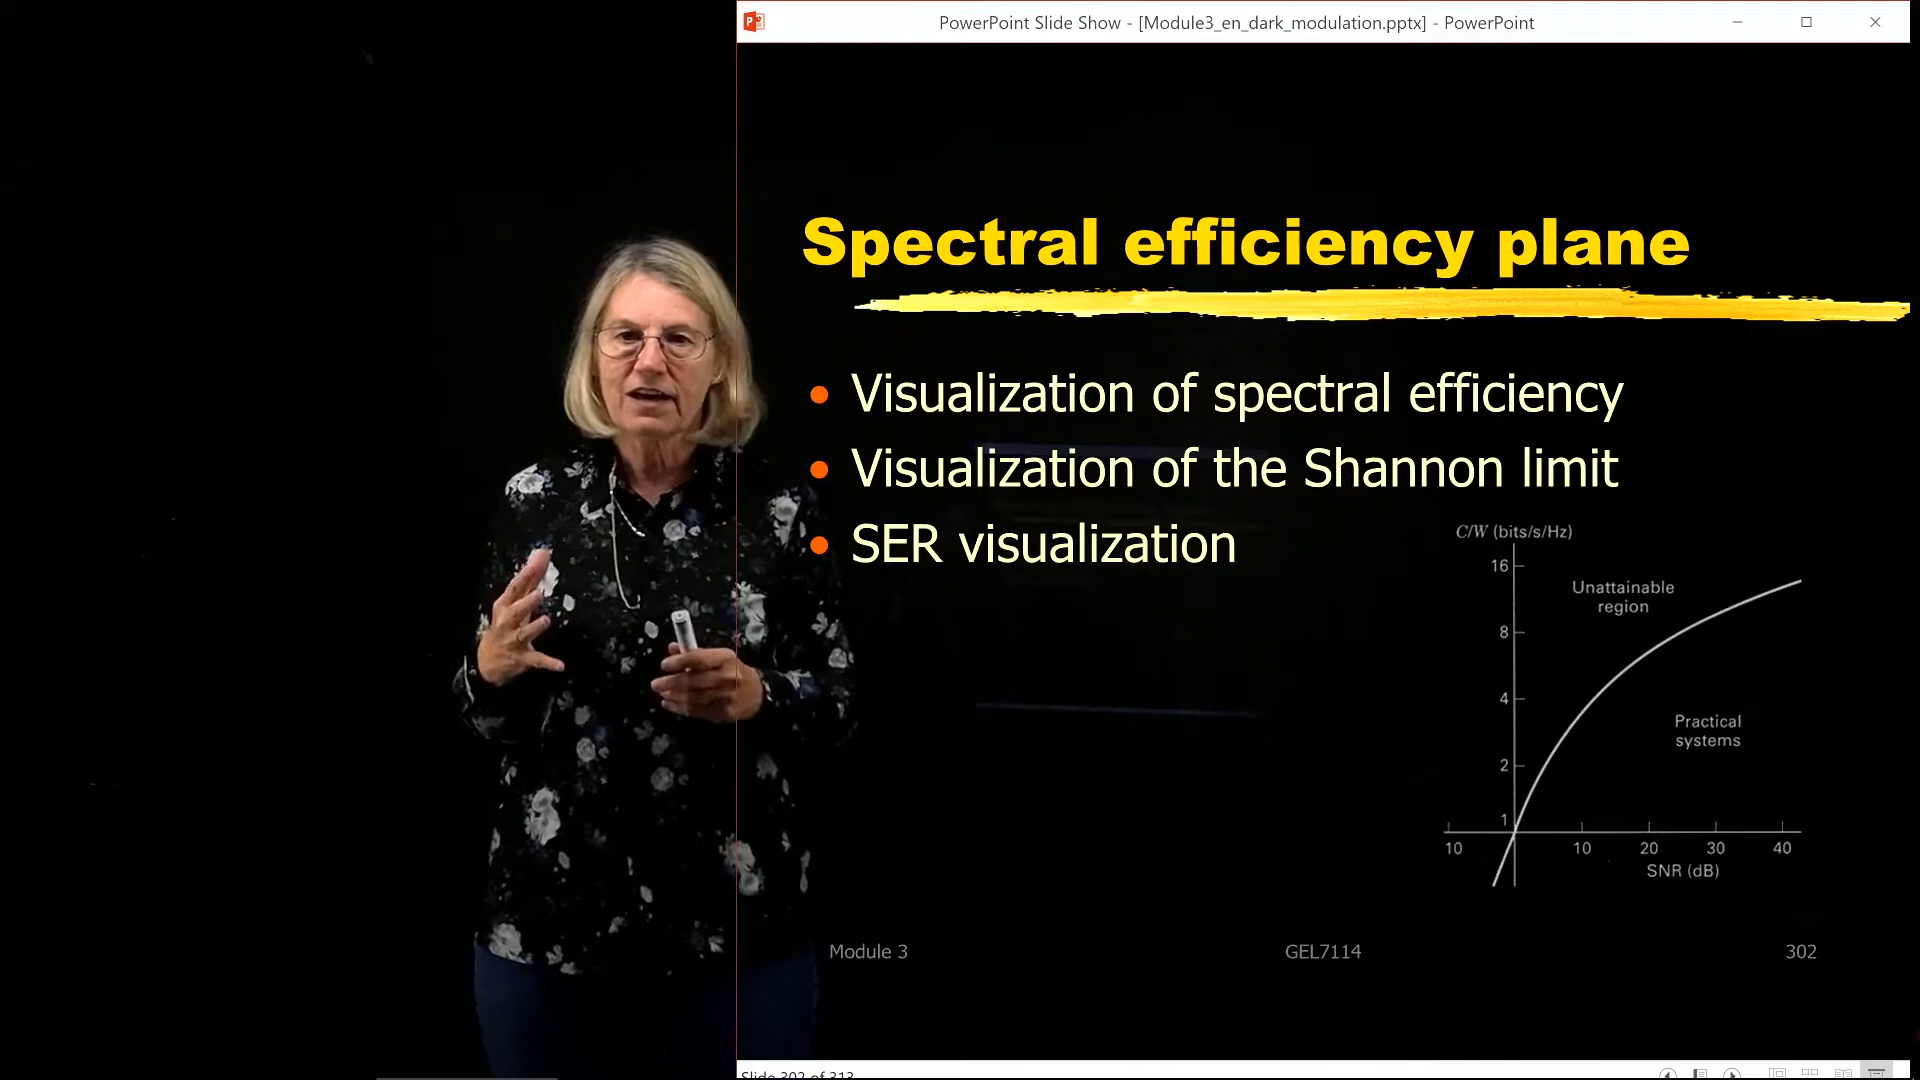 PowerPoint Slide Show - [Module3_en_dark_modulation.pptx] - PowerPoint
Spectral efficiency plane
• Visualization of spectral efficiency
• Visualization of the Shannon limit
• SER visualization
C/W (bits/s/Hz)
16
Unattainable
region
8
4
Practical
systems
2
1
10 10 20 30 40
SNR (dB)
Module 3 GEL7114 302
Slide 302 of 313